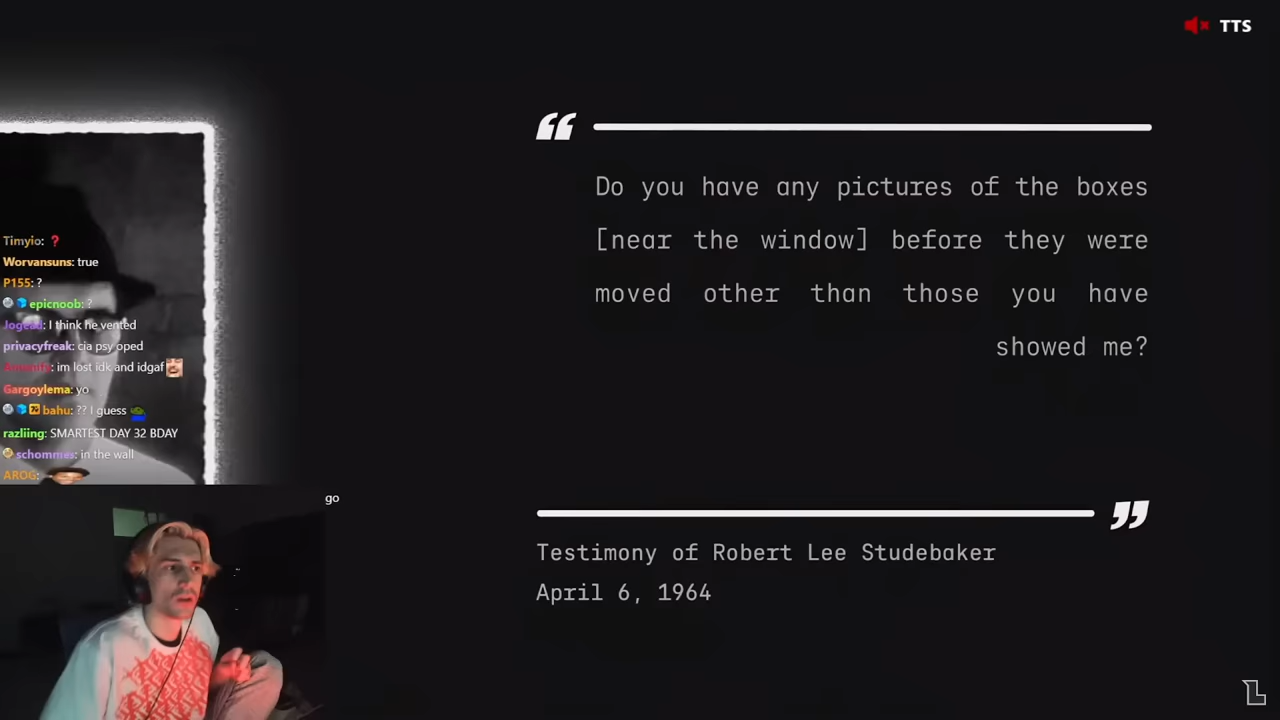 TTS
“
Do you have any pictures of the boxes
[near the window] before they were
moved other than those you have
showed me?
”
Testimony of Robert Lee Studebaker
April 6, 1964
Timyio: ?
Worvansuns: true
P155: ?
epicnoob: ?
Jogead: I think he vented
privacyfreak: cia psy oped
: im lost idk and idgaf
Gargoylema: yo
bahu: ?? I guess
razliing: SMARTEST DAY 32 BDAY
schommes: in the wall
AROG:
go